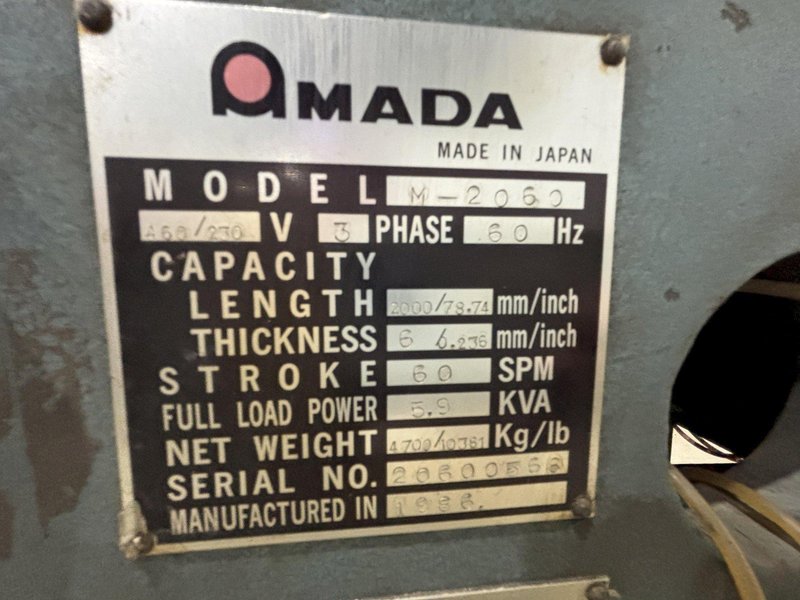 AMADA
MADE IN JAPAN
MODEL M-2060
460/230 V 3 PHASE 60 Hz
CAPACITY
LENGTH 2000/78.74 mm/inch
THICKNESS 6 /.236 mm/inch
STROKE 60 SPM
FULL LOAD POWER 5.9 KVA
NET WEIGHT 4700/10361 Kg/lb
SERIAL NO.
MANUFACTURED IN 1986.